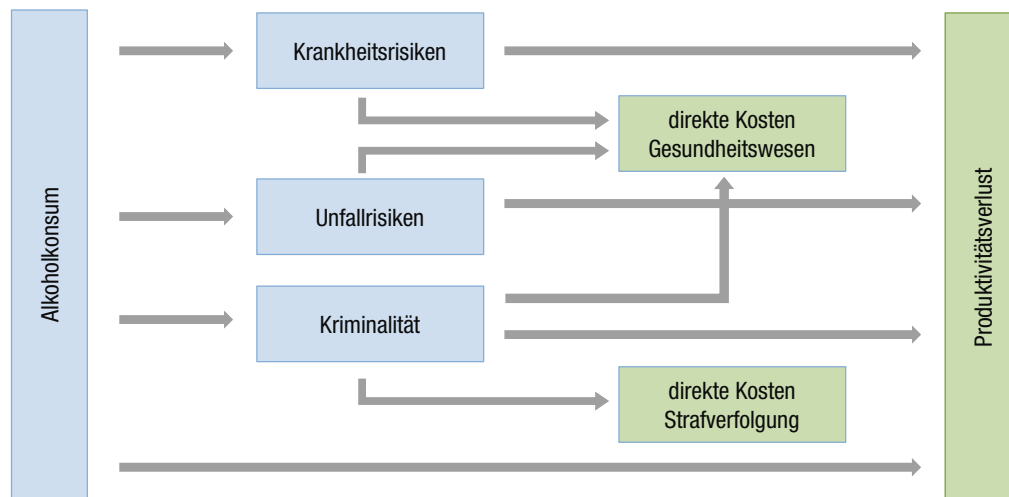 Alkoholkonsum
Krankheitsrisiken
direkte Kosten
Gesundheitswesen
Unfallrisiken
Kriminalität
direkte Kosten
Strafverfolgung
Produktivitätsverlust